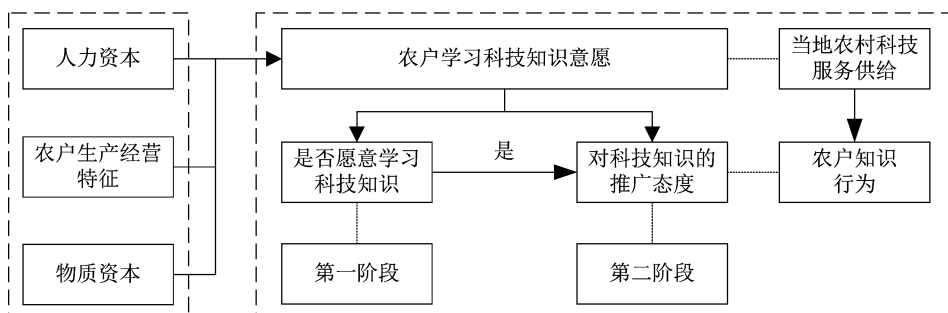 人力资本
农户学习科技知识意愿
当地农村科技
服务供给
农户生产经营
特征
是否愿意学习
科技知识
是
对科技知识的
推广态度
农户知识
行为
物质资本
第一阶段
第二阶段